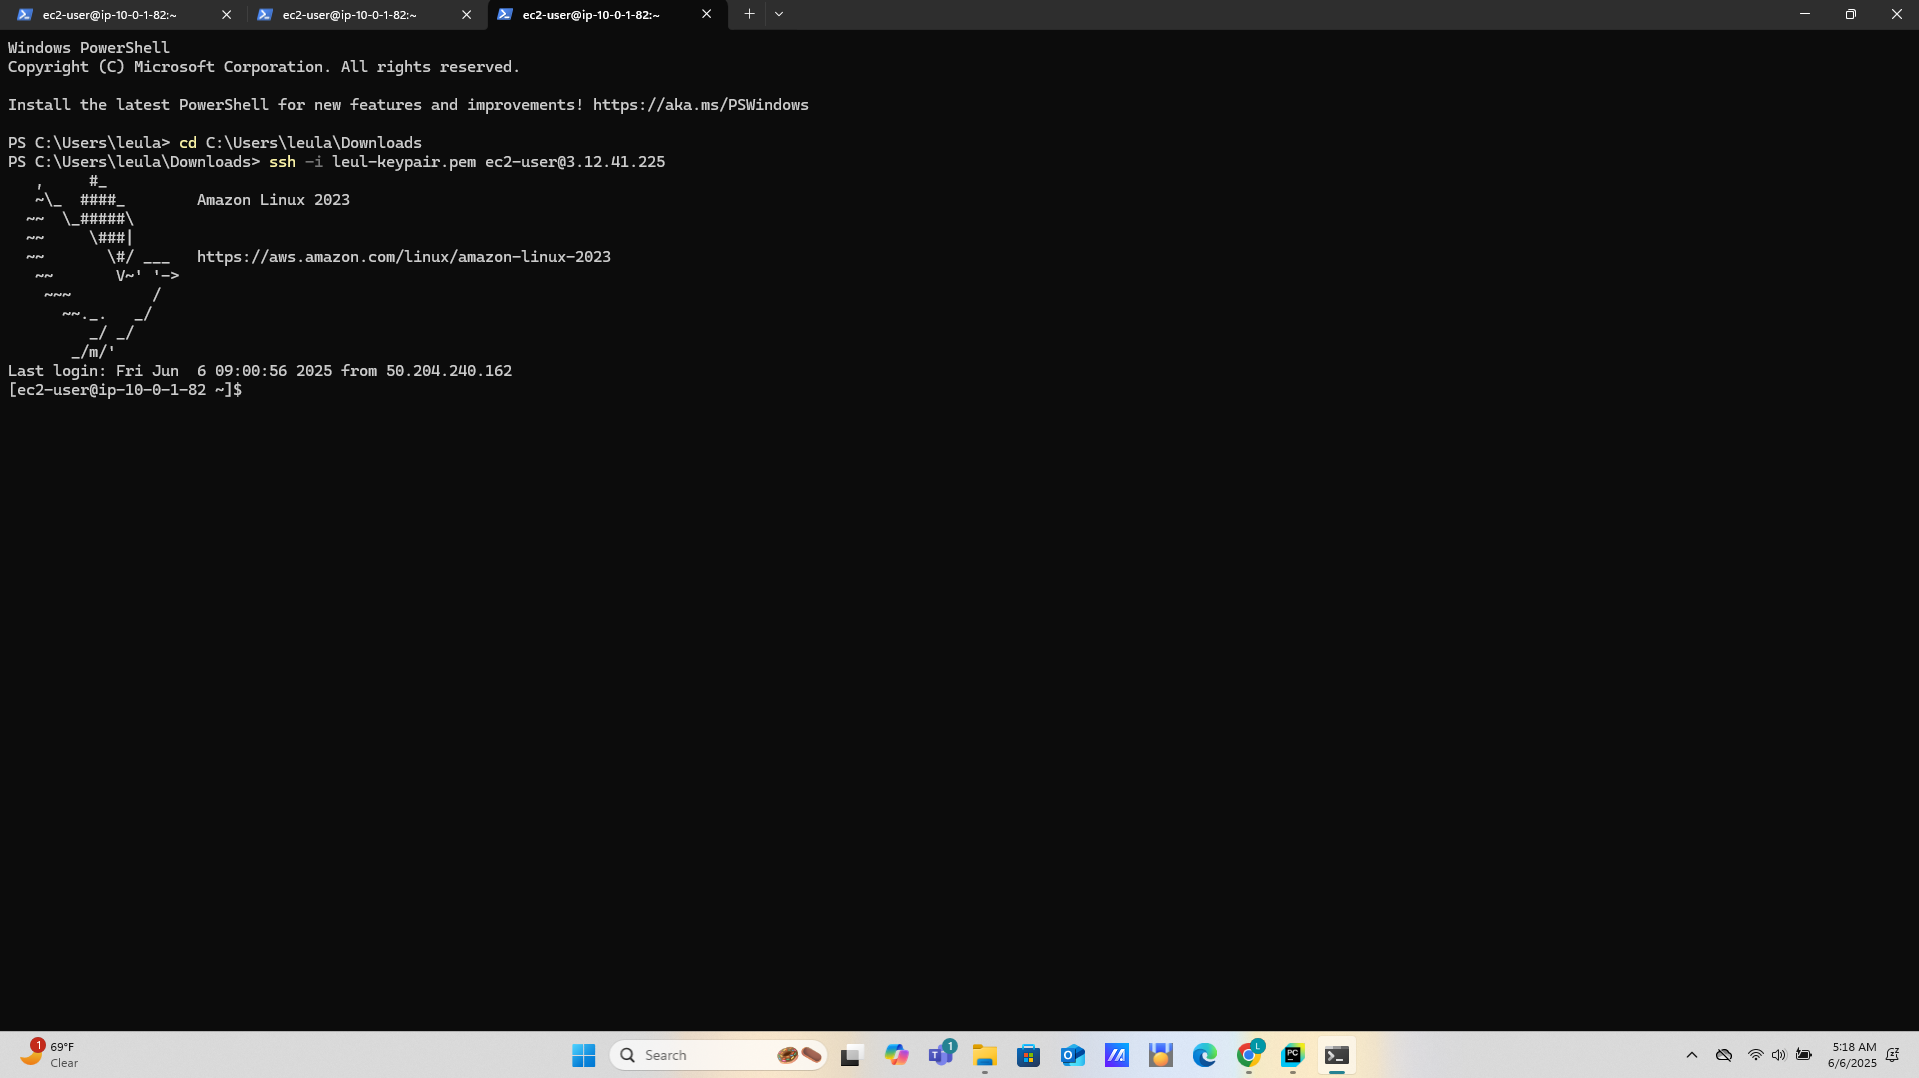 ec2-user@ip-10-0-1-82:~ ec2-user@ip-10-0-1-82:~ ec2-user@ip-10-0-1-82:~
Windows PowerShell
Copyright (C) Microsoft Corporation. All rights reserved.
Install the latest PowerShell for new features and improvements! https://aka.ms/PSWindows
PS C:\Users\leula> cd C:\Users\leula\Downloads
PS C:\Users\leula\Downloads> ssh -i leul-keypair.pem ec2-user@3.12.41.225
   ,     #_
   ~\_  ####_        Amazon Linux 2023
  ~~  \_#####\
  ~~     \###|
  ~~       \#/ ___   https://aws.amazon.com/linux/amazon-linux-2023
   ~~       V~' '->
    ~~~         /
      ~~._.   _/
         _/ _/
       _/m/'
Last login: Fri Jun  6 09:00:56 2025 from 50.204.240.162
[ec2-user@ip-10-0-1-82 ~]$
1
69°F
Clear
Search
T
1
O
L
PC
5:18 AM
6/6/2025